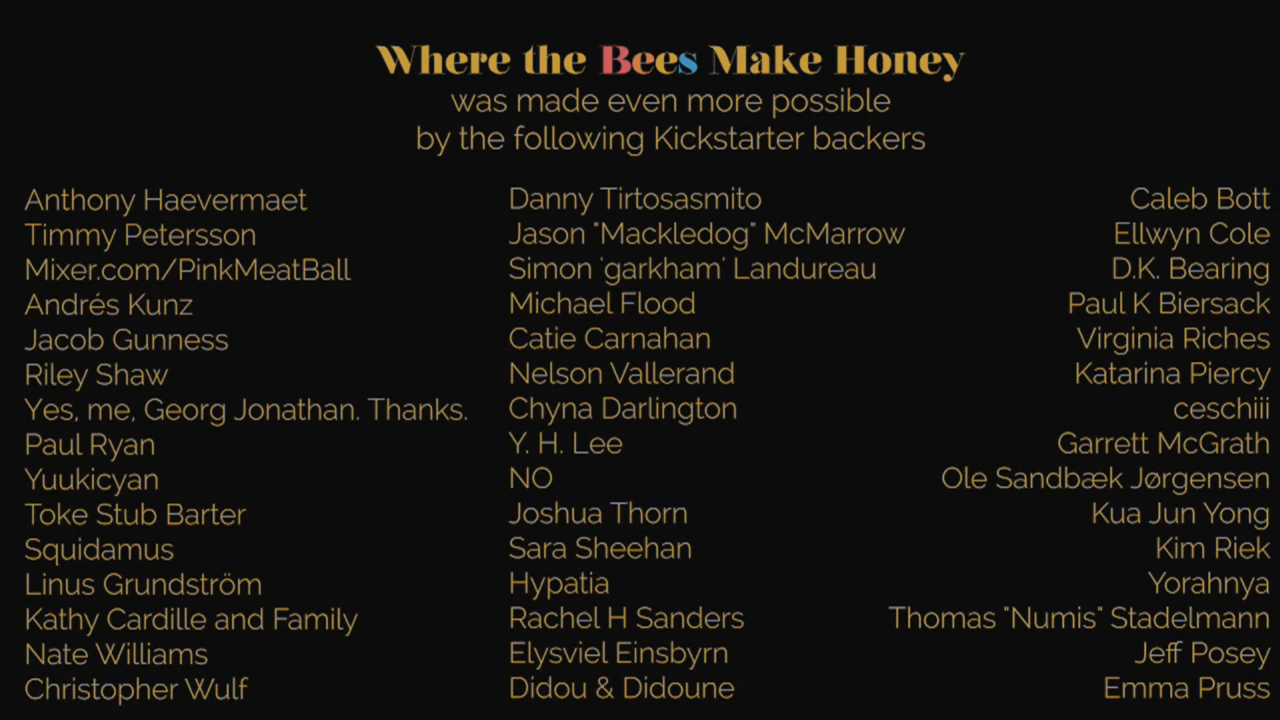 Where the Bees Make Honey
was made even more possible
by the following Kickstarter backers
Anthony Haevermaet
Timmy Petersson
Mixer.com/PinkMeatBall
Andrés Kunz
Jacob Gunness
Riley Shaw
Yes, me, Georg Jonathan. Thanks.
Paul Ryan
Yuukicyan
Toke Stub Barter
Squidamus
Linus Grundström
Kathy Cardille and Family
Nate Williams
Christopher Wulf
Danny Tirtosasmito
Jason "Mackledog" McMarrow
Simon 'garkham' Landureau
Michael Flood
Catie Carnahan
Nelson Vallerand
Chyna Darlington
Y. H. Lee
NO
Joshua Thorn
Sara Sheehan
Hypatia
Rachel H Sanders
Elysviel Einsbyrn
Didou & Didoune
Caleb Bott
Ellwyn Cole
D.K. Bearing
Paul K Biersack
Virginia Riches
Katarina Piercy
ceschiii
Garrett McGrath
Ole Sandbæk Jørgensen
Kua Jun Yong
Kim Riek
Yorahnya
Thomas "Numis" Stadelmann
Jeff Posey
Emma Pruss